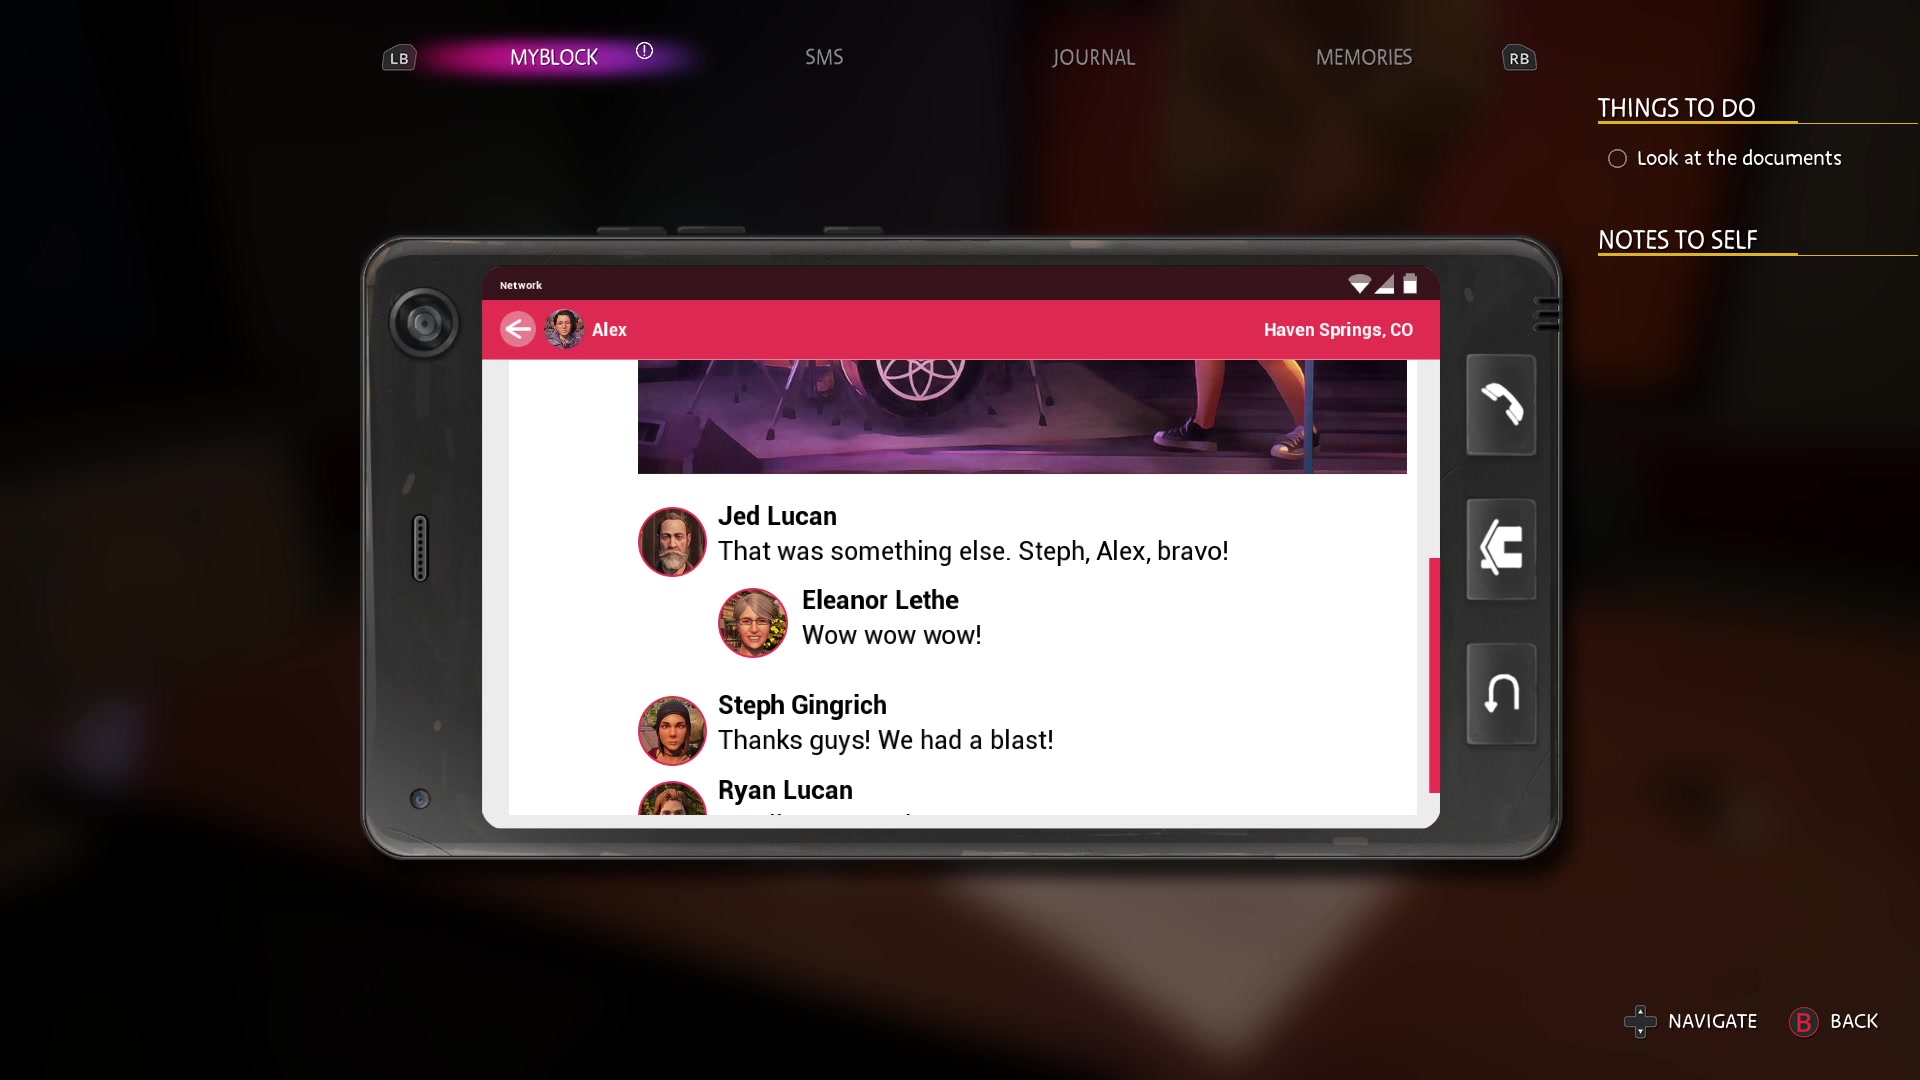 LB
MYBLOCK
SMS
JOURNAL
MEMORIES
RB
THINGS TO DO
Look at the documents
NOTES TO SELF
Network
Alex
Haven Springs, CO
Jed Lucan
That was something else. Steph, Alex, bravo!
Eleanor Lethe
Wow wow wow!
Steph Gingrich
Thanks guys! We had a blast!
Ryan Lucan
NAVIGATE
B BACK